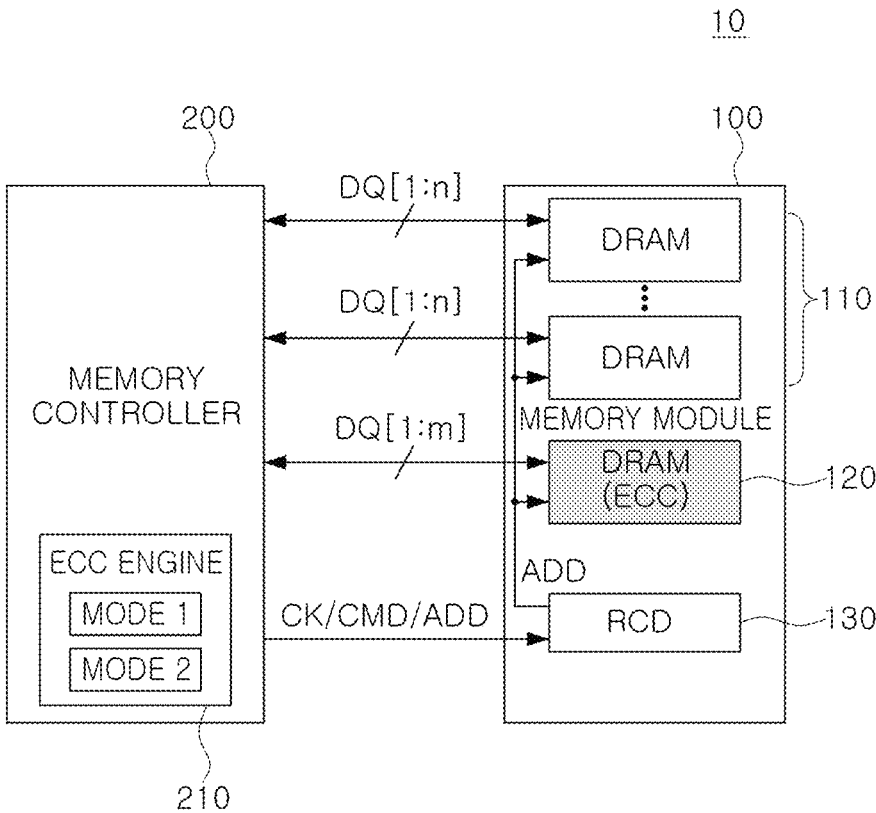 10
200
100
DQ[1:n]
DRAM
110
DQ[1:n]
DRAM
MEMORY
CONTROLLER
MEMORY MODULE
DQ[1:m]
DRAM
(ECC)
120
ECC ENGINE
MODE 1
MODE 2
ADD
CK/CMD/ADD
RCD
130
210